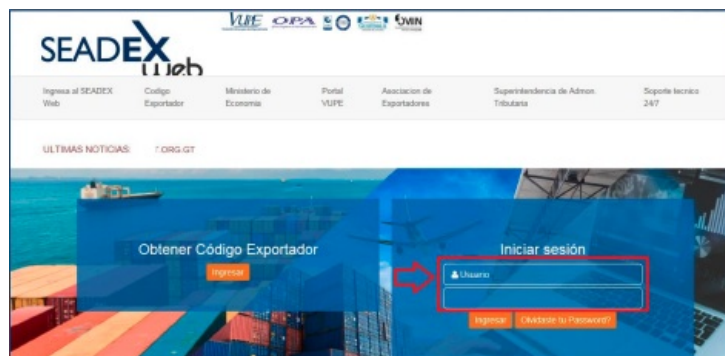 VUPE OPA OVIN
SEADEX
Web
Ingresa al SEADEX Web
Codigo Exportador
Ministerio de Economia
Portal VUPE
Asociacion de Exportadores
Superintendencia de Admon. Tributaria
Soporte tecnico 24/7
ULTIMAS NOTICIAS: T.ORG.GT
Obtener Código Exportador
Ingresar
Iniciar sesión
Usuario
Ingresar Olvidaste tu Password?